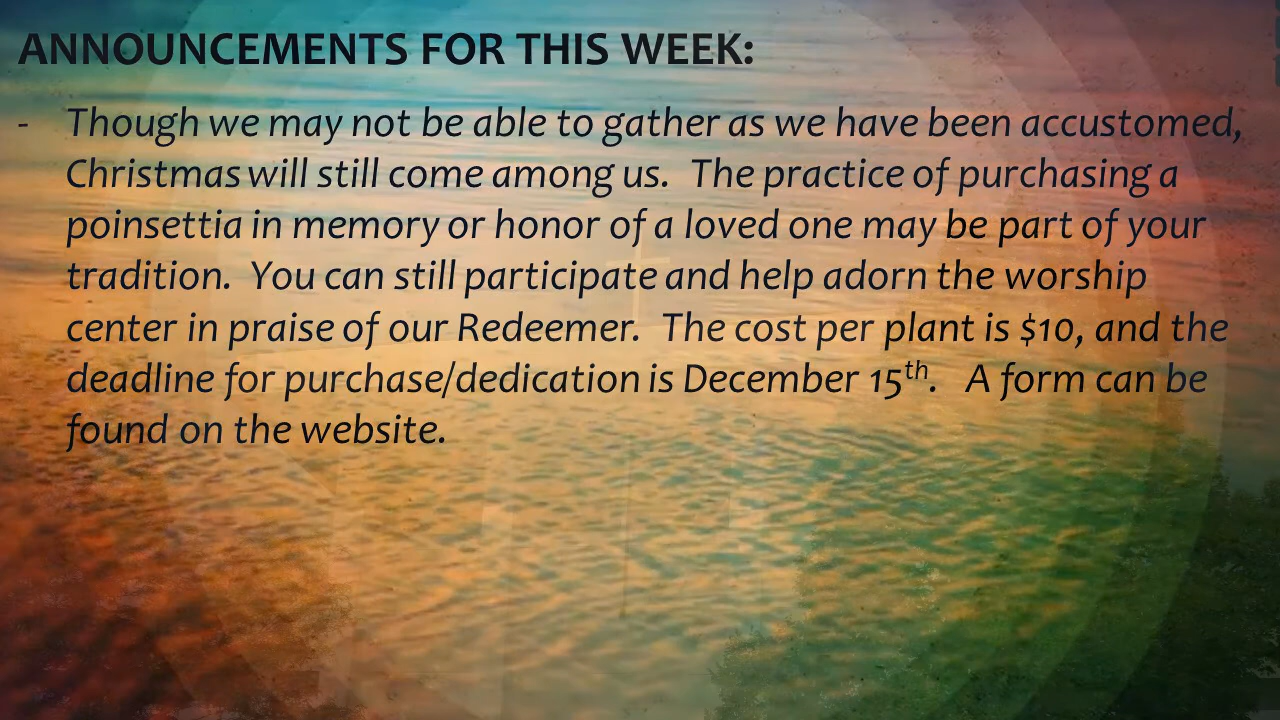 ANNOUNCEMENTS FOR THIS WEEK:
- Though we may not be able to gather as we have been accustomed,
Christmas will still come among us. The practice of purchasing a
poinsettia in memory or honor of a loved one may be part of your
tradition. You can still participate and help adorn the worship
center in praise of our Redeemer. The cost per plant is $10, and the
deadline for purchase/dedication is December 15th. A form can be
found on the website.